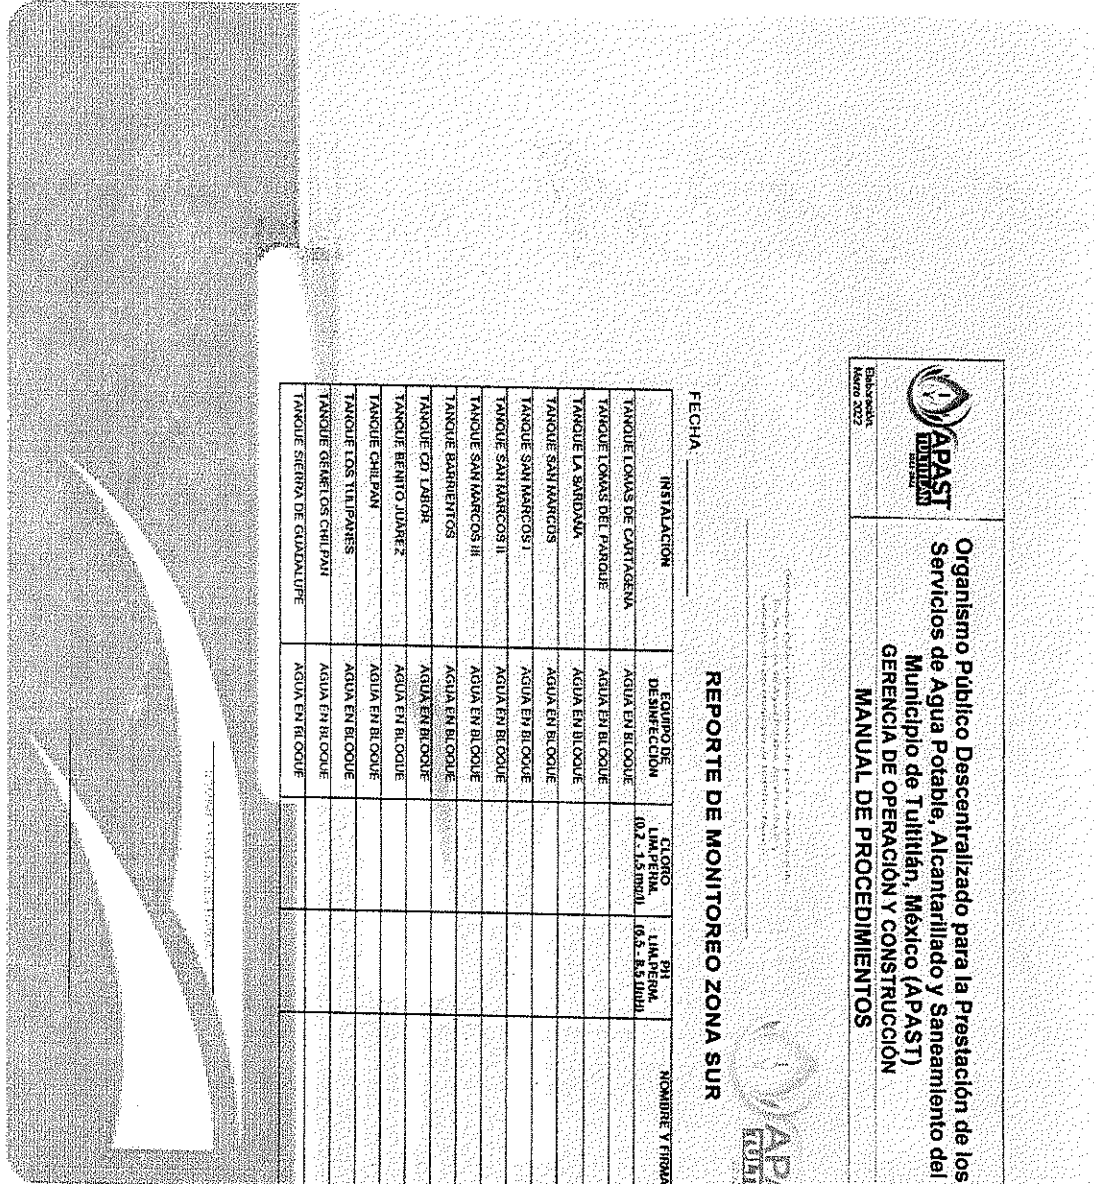 APAST
TULTITLÁN
Elaboración:
Marzo 2022
Organismo Público Descentralizado para la Prestación de los
Servicios de Agua Potable, Alcantarillado y Saneamiento del
Municipio de Tultitlán, México (APAST)
GERENCIA DE OPERACIÓN Y CONSTRUCCIÓN
MANUAL DE PROCEDIMIENTOS
REPORTE DE MONITOREO ZONA SUR
FECHA
INSTALACIÓN EQUIPO DE DESINFECCIÓN CLORO LIM.PERM. (0.2 - 1.5 mg/l) PH LIM.PERM. (6.5 - 8.5 UpH) NOMBRE Y FIRMA
TANQUE LOMAS DE CARTAGENA AGUA EN BLOQUE
TANQUE LOMAS DEL PARQUE AGUA EN BLOQUE
TANQUE LA SARDANA AGUA EN BLOQUE
TANQUE SAN MARCOS AGUA EN BLOQUE
TANQUE SAN MARCOS I AGUA EN BLOQUE
TANQUE SAN MARCOS II AGUA EN BLOQUE
TANQUE SAN MARCOS III AGUA EN BLOQUE
TANQUE BARRIENTOS AGUA EN BLOQUE
TANQUE CD. LABOR AGUA EN BLOQUE
TANQUE BENITO JUÁREZ AGUA EN BLOQUE
TANQUE CHILPAN AGUA EN BLOQUE
TANQUE LOS TULIPANES AGUA EN BLOQUE
TANQUE GEMELOS CHILPAN AGUA EN BLOQUE
TANQUE SIERRA DE GUADALUPE AGUA EN BLOQUE